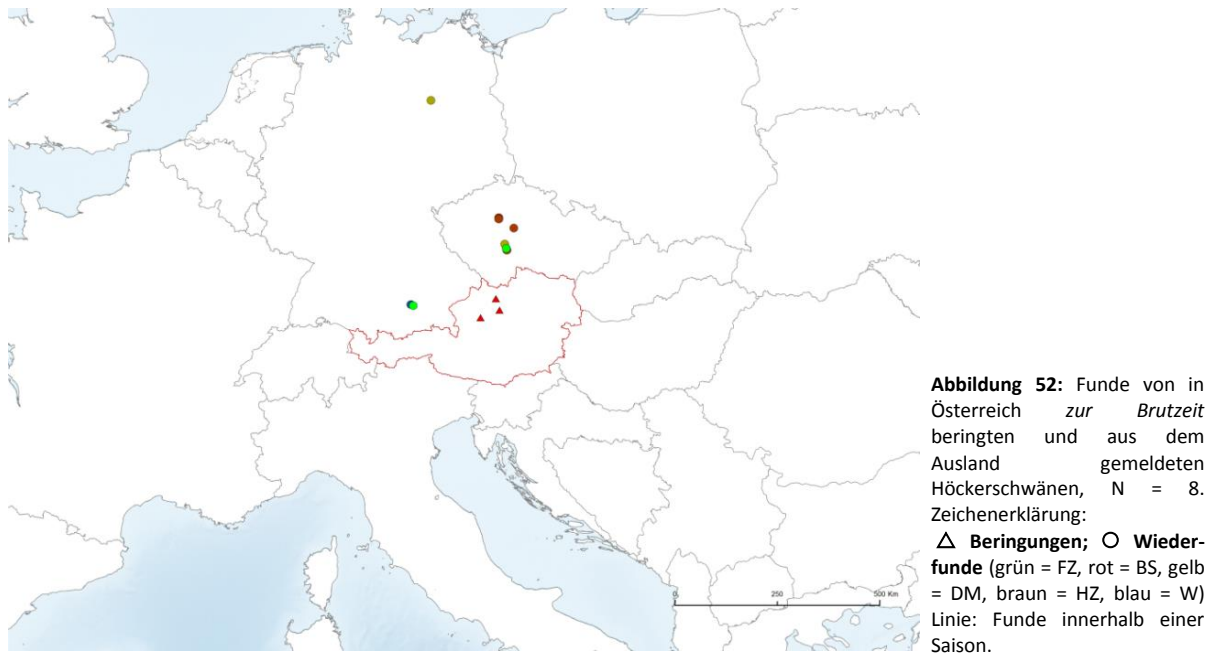 0 250 500 Km
Abbildung 52: Funde von in
Österreich zur Brutzeit
beringten und aus dem
Ausland gemeldeten
Höckerschwänen, N = 8.
Zeichenerklärung:
△ Beringungen; ○ Wieder-
funde (grün = FZ, rot = BS, gelb
= DM, braun = HZ, blau = W)
Linie: Funde innerhalb einer
Saison.